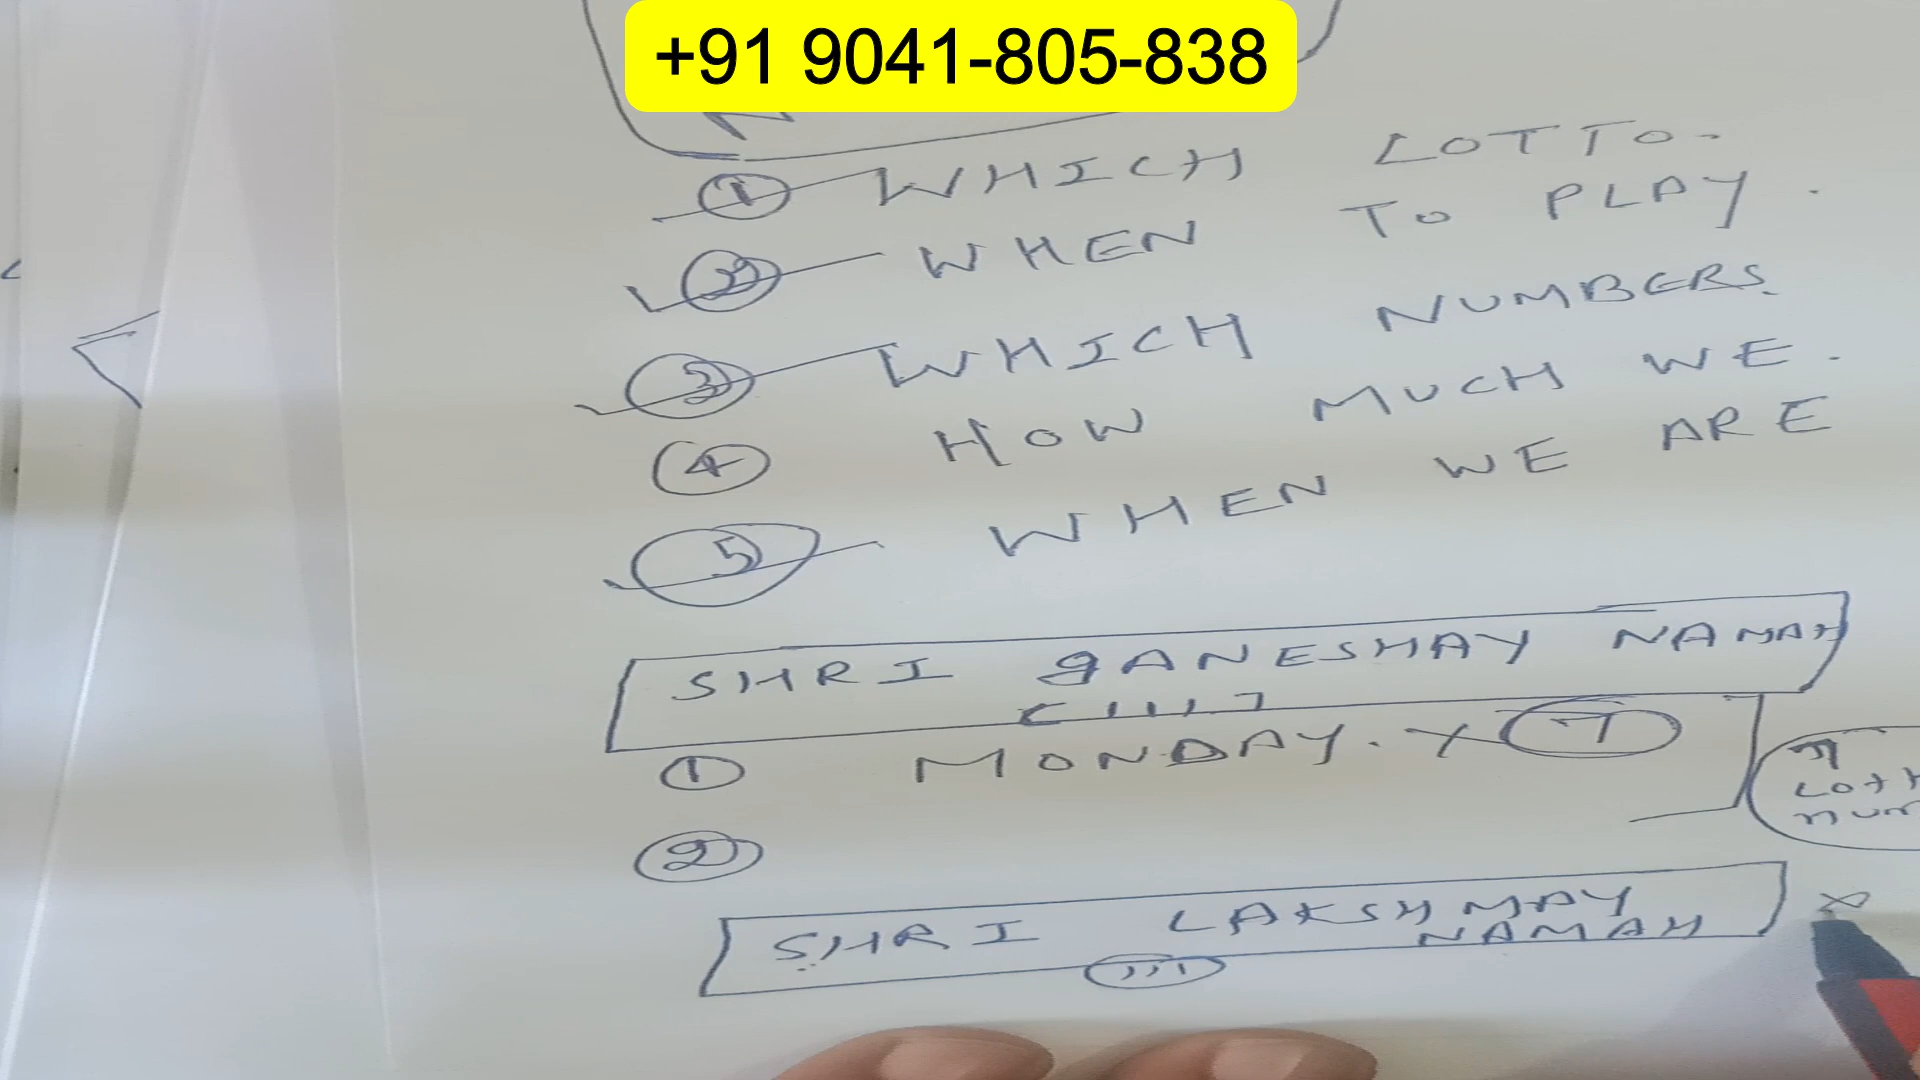 +91 9041-805-838
① WHICH LOTTO.
② WHEN TO PLAY.
③ WHICH NUMBERS.
④ HOW MUCH WE.
⑤ WHEN WE ARE
SHRI GANESHAY NAMAH
① MONDAY. X 7
②
SHRI LAKSHMAY
NAMAH
X